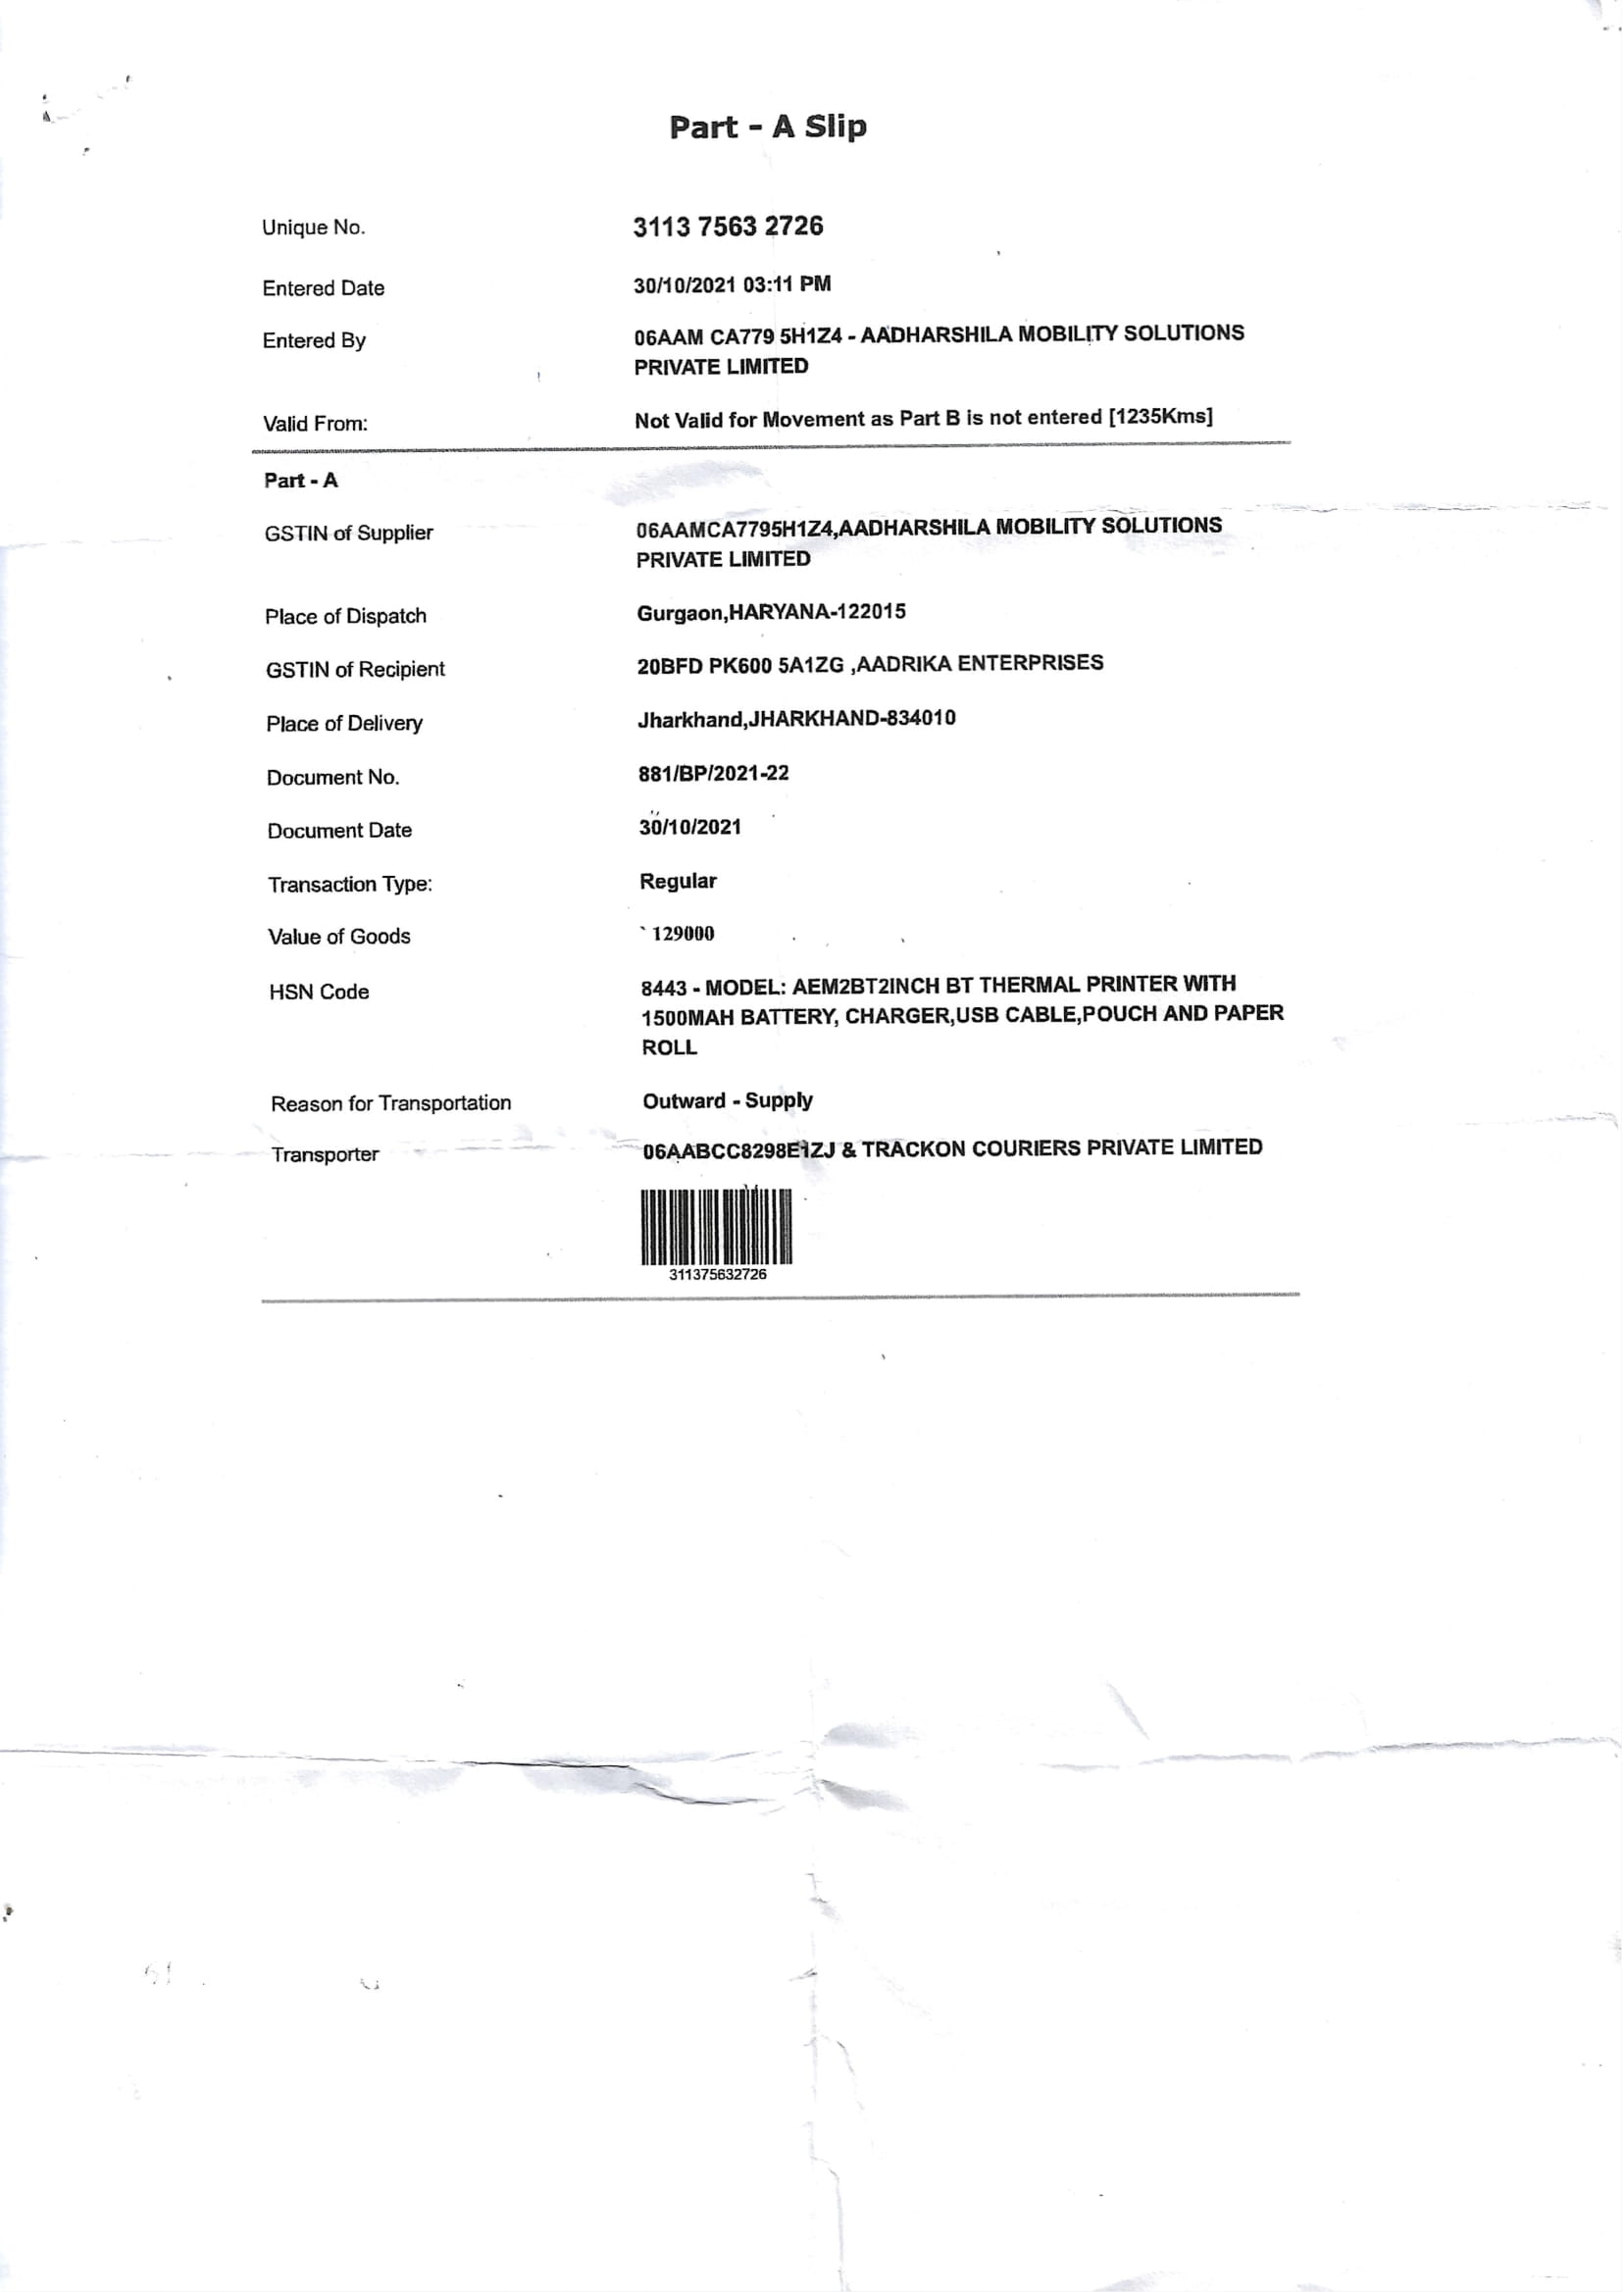 Part - A Slip
Unique No. 3113 7563 2726
Entered Date 30/10/2021 03:11 PM
Entered By 06AAM CA779 5H1Z4 - AADHARSHILA MOBILITY SOLUTIONS
PRIVATE LIMITED
Valid From: Not Valid for Movement as Part B is not entered [1235Kms]
Part - A
GSTIN of Supplier 06AAMCA7795H1Z4,AADHARSHILA MOBILITY SOLUTIONS
PRIVATE LIMITED
Place of Dispatch Gurgaon,HARYANA-122015
GSTIN of Recipient 20BFD PK600 5A1ZG ,AADRIKA ENTERPRISES
Place of Delivery Jharkhand,JHARKHAND-834010
Document No. 881/BP/2021-22
Document Date 30/10/2021
Transaction Type: Regular
Value of Goods ` 129000
HSN Code 8443 - MODEL: AEM2BT2INCH BT THERMAL PRINTER WITH
1500MAH BATTERY, CHARGER,USB CABLE,POUCH AND PAPER
ROLL
Reason for Transportation Outward - Supply
Transporter 06AABCC8298E1ZJ & TRACKON COURIERS PRIVATE LIMITED
311375632726